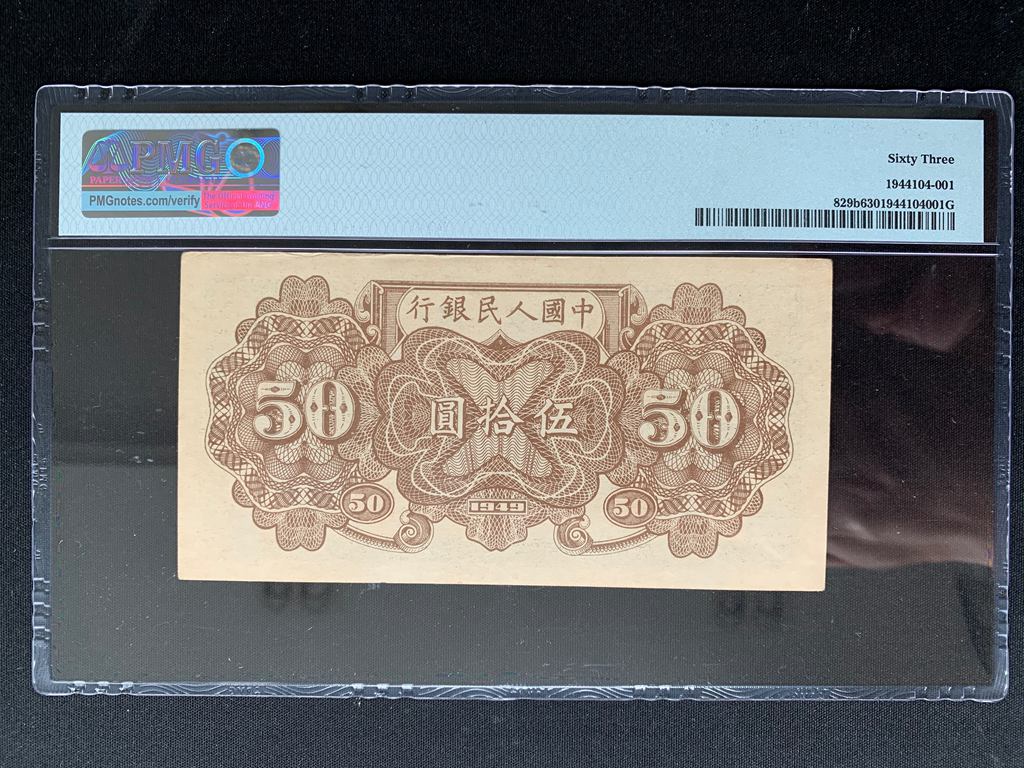 PMG
PAPER
PMGnotes.com/verify
Sixty Three
1944104-001
829b6301944104001G
行銀民人國中
50
圓拾伍
50
50
1949
50